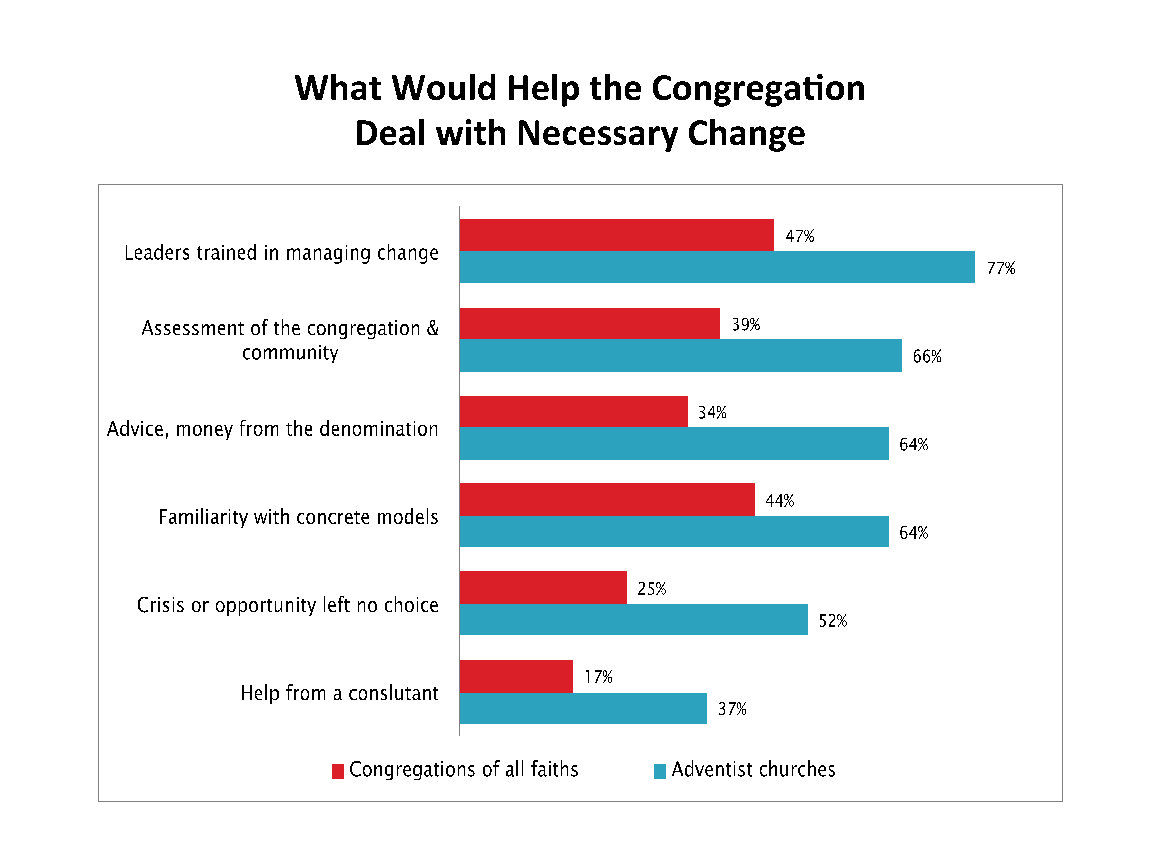 What Would Help the Congregation
Deal with Necessary Change
Leaders trained in managing change
47%
77%
Assessment of the congregation &
community
39%
66%
Advice, money from the denomination
34%
64%
Familiarity with concrete models
44%
64%
Crisis or opportunity left no choice
25%
52%
Help from a conslutant
17%
37%
Congregations of all faiths
Adventist churches